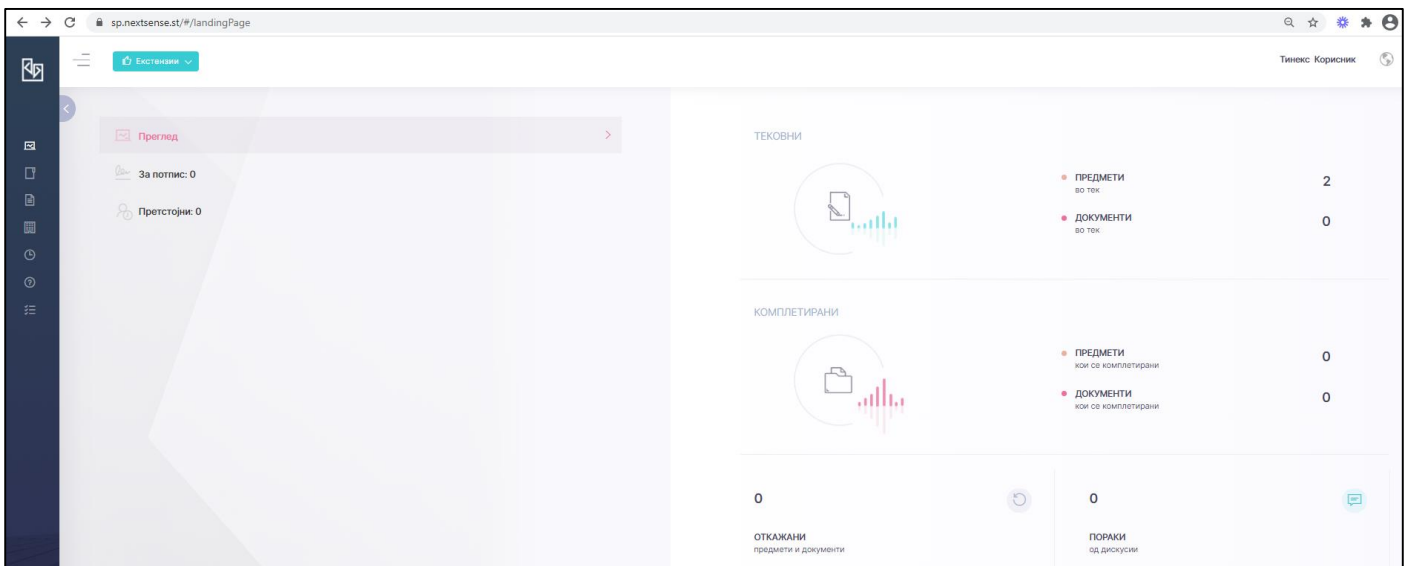 sp.nextsense.st/#/landingPage
Екстензии
Тинекс Корисник
Преглед
За потпис: 0
Претстојни: 0
ТЕКОВНИ
ПРЕДМЕТИ
во тек
2
ДОКУМЕНТИ
во тек
0
КОМПЛЕТИРАНИ
ПРЕДМЕТИ
кои се комплетирани
0
ДОКУМЕНТИ
кои се комплетирани
0
0
ОТКАЖАНИ
предмети и документи
0
ПОРАКИ
од дискусии